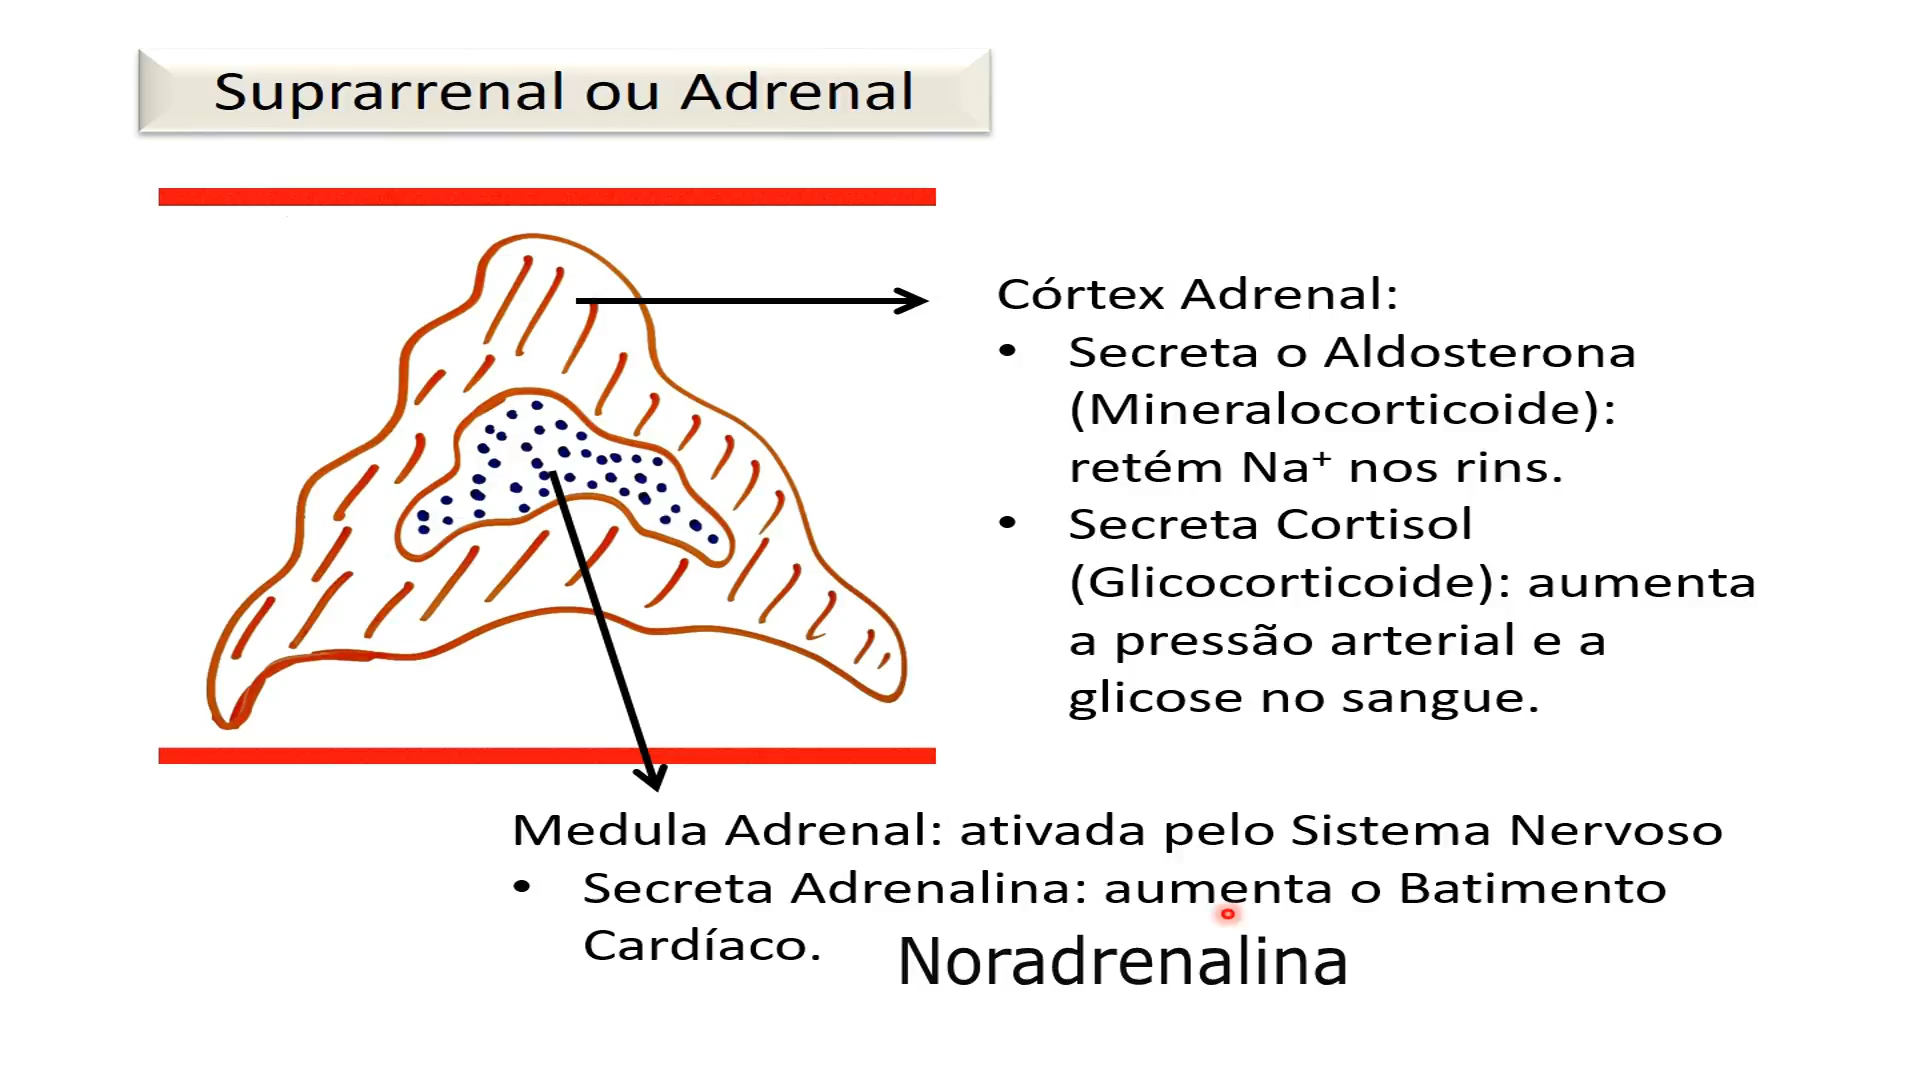 Suprarrenal ou Adrenal
Córtex Adrenal:
• Secreta o Aldosterona
(Mineralocorticoide):
retém Na⁺ nos rins.
• Secreta Cortisol
(Glicocorticoide): aumenta
a pressão arterial e a
glicose no sangue.
Medula Adrenal: ativada pelo Sistema Nervoso
• Secreta Adrenalina: aumenta o Batimento
Cardíaco.
Noradrenalina